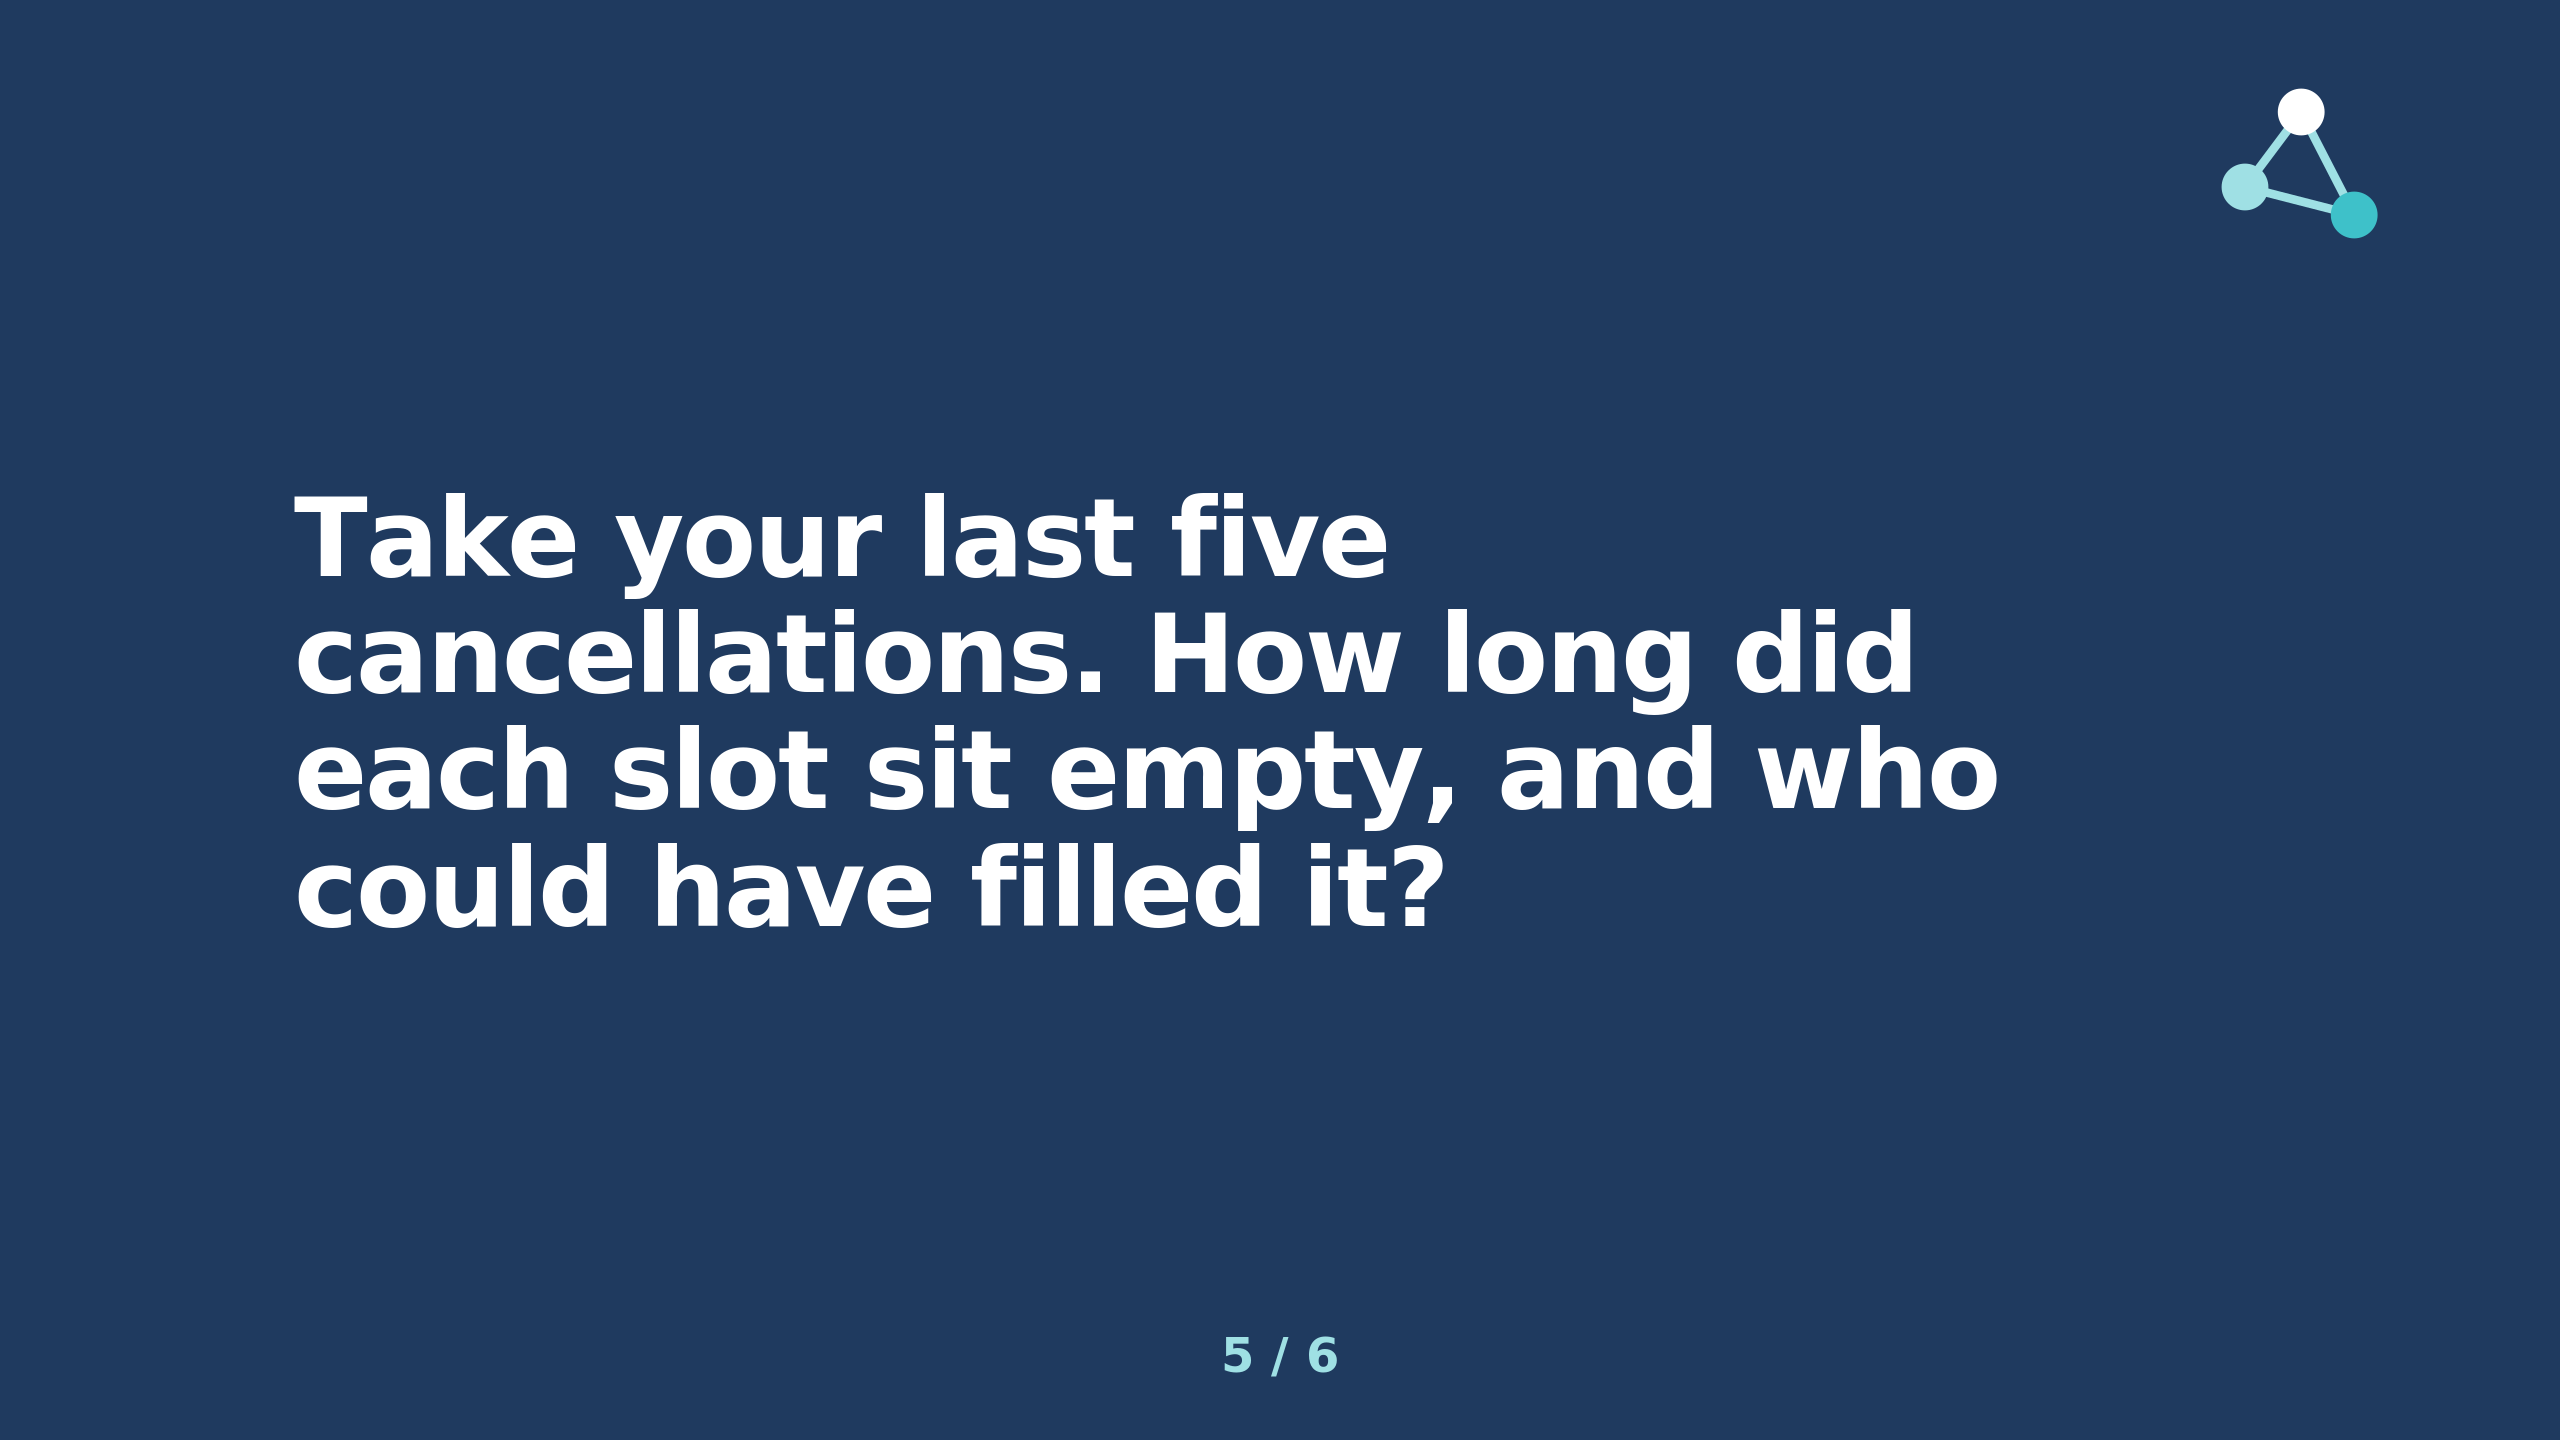 Take your last five
cancellations. How long did
each slot sit empty, and who
could have filled it?
5 / 6